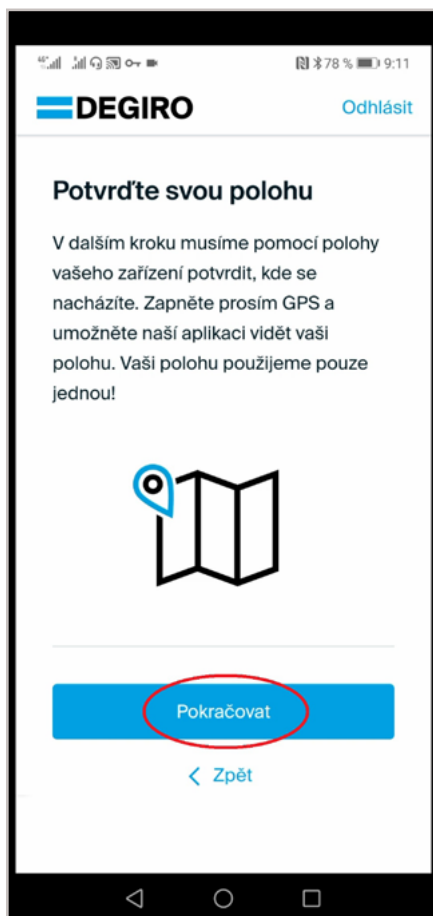 78 % 9:11
DEGIRO
Odhlásit
Potvrďte svou polohu
V dalším kroku musíme pomocí polohy
vašeho zařízení potvrdit, kde se
nacházíte. Zapněte prosím GPS a
umožněte naší aplikaci vidět vaši
polohu. Vaši polohu použijeme pouze
jednou!
Pokračovat
Zpět